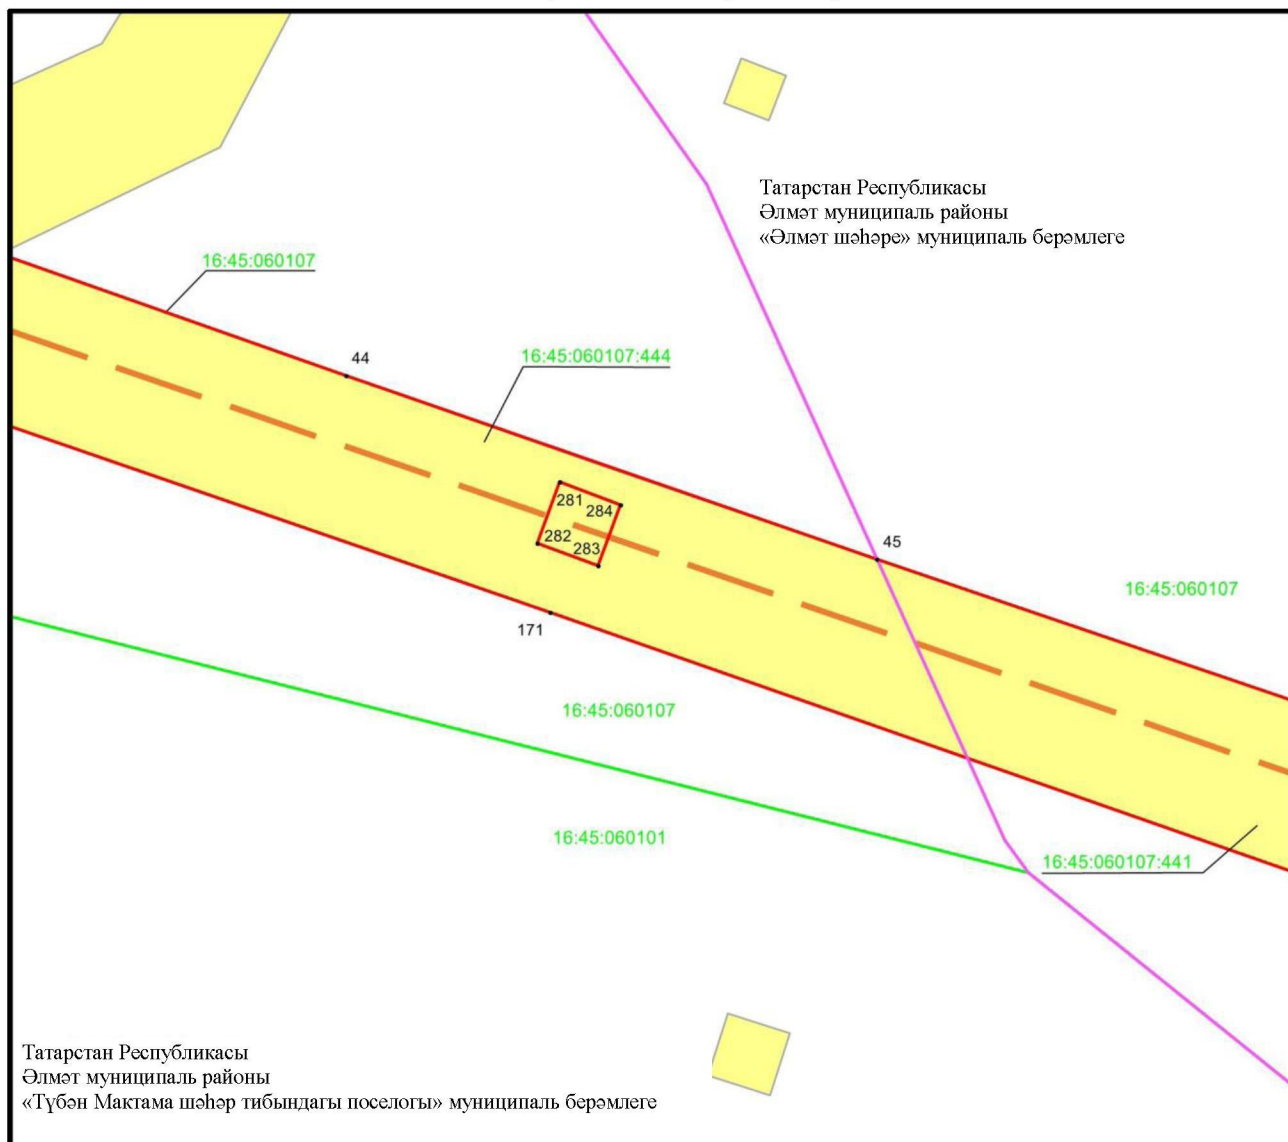 Татарстан Республикасы
Әлмәт муниципаль районы
«Әлмәт шәһәре» муниципаль берәмлеге
16:45:060107
44
16:45:060107:444
281
284
282
283
45
16:45:060107
171
16:45:060107
16:45:060101
16:45:060107:441
Татарстан Республикасы
Әлмәт муниципаль районы
«Түбән Мактама шәһәр тибындагы поселогы» муниципаль берәмлеге